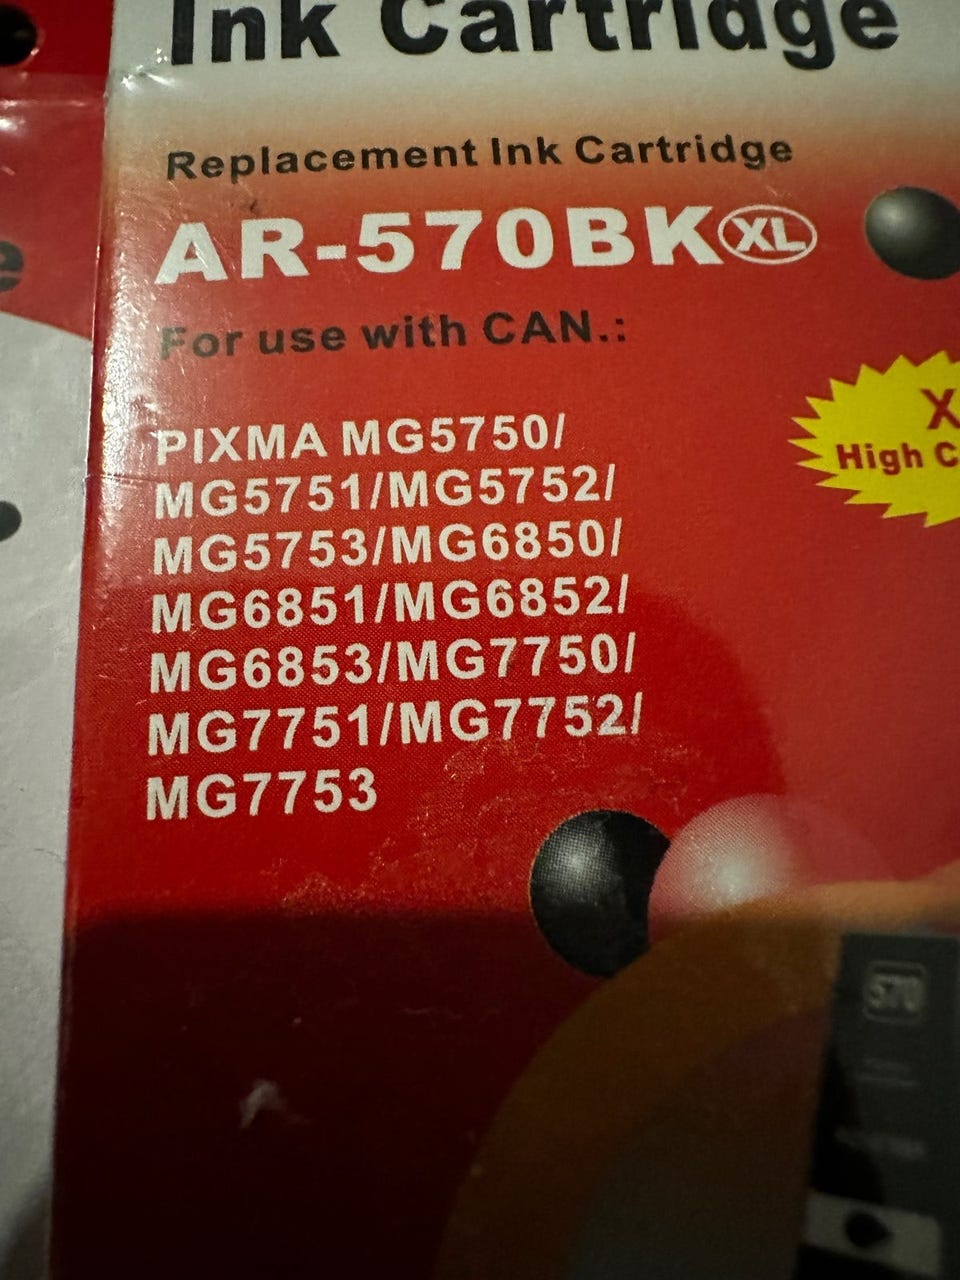 Ink Cartridge
Replacement Ink Cartridge
AR-570BK XL
For use with CAN.:
PIXMA MG5750/
MG5751/MG5752/
MG5753/MG6850/
MG6851/MG6852/
MG6853/MG7750/
MG7751/MG7752/
MG7753
X
High C
570